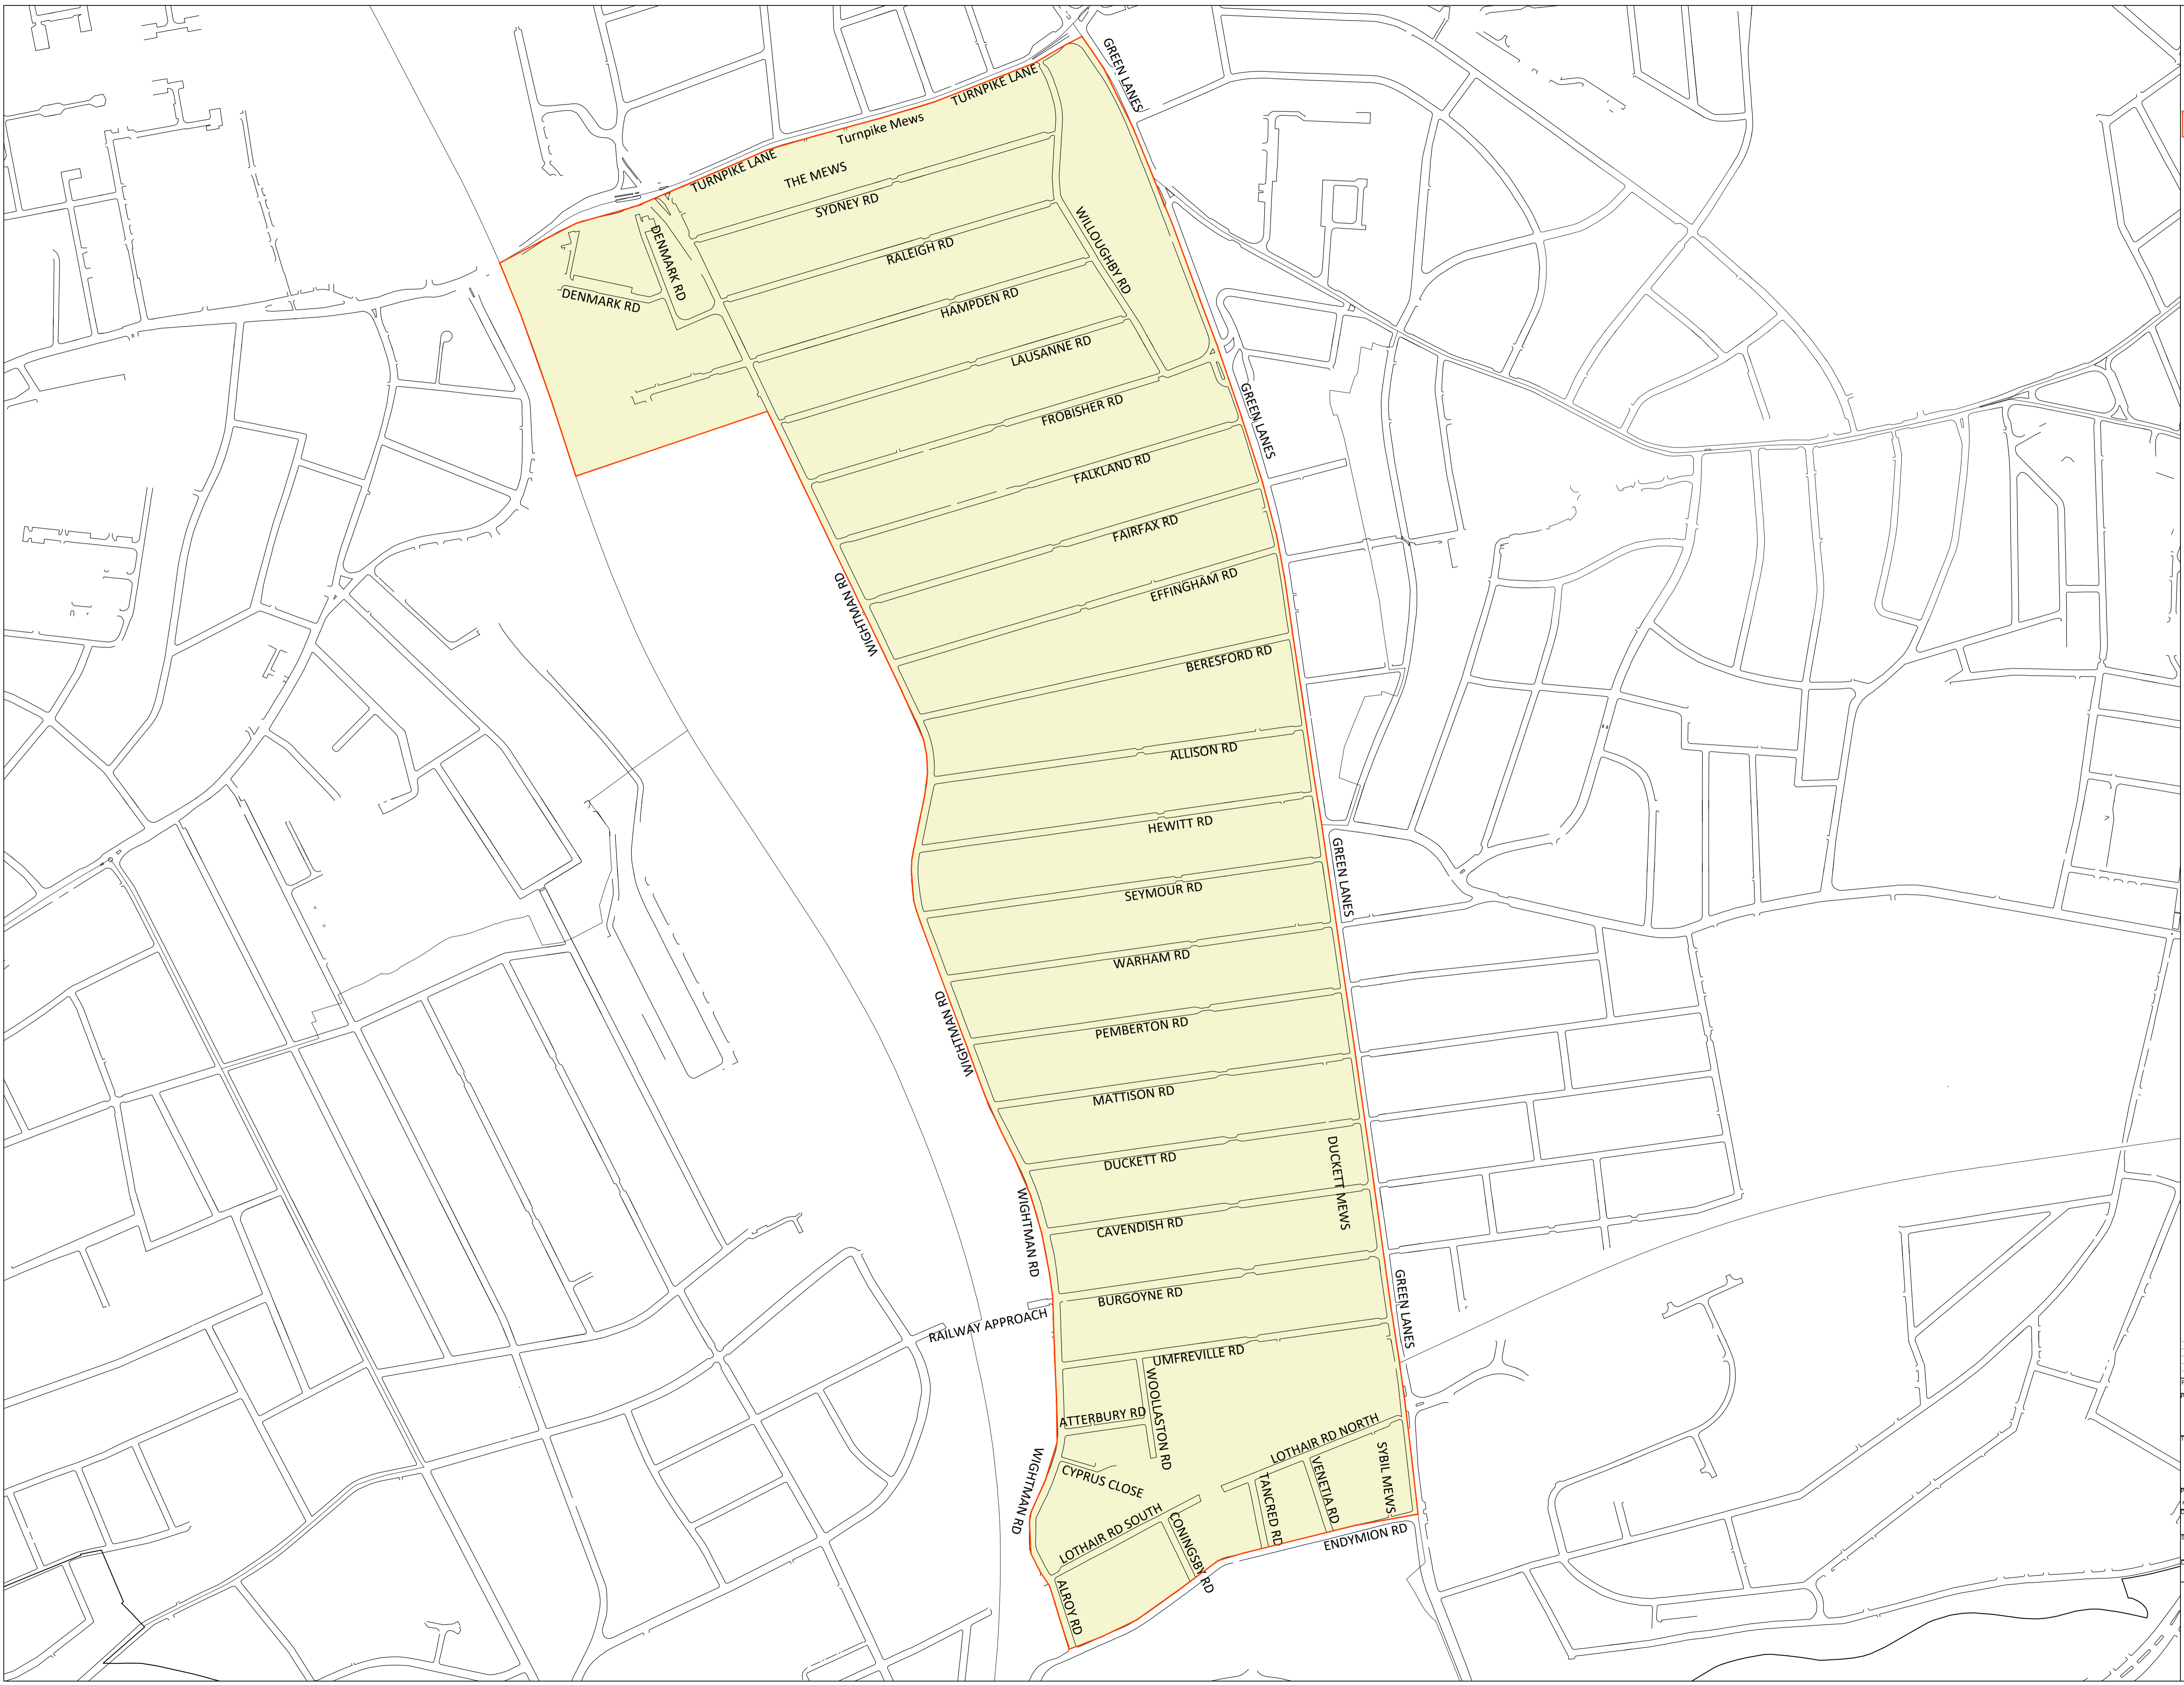 GREEN LANES
TURNPIKE LANE
Turnpike Mews
TURNPIKE LANE
THE MEWS
SYDNEY RD
DENMARK RD
DENMARK RD
RALEIGH RD
WILLOUGHBY RD
HAMPDEN RD
LAUSANNE RD
FROBISHER RD
GREEN LANES
FALKLAND RD
FAIRFAX RD
EFFINGHAM RD
WIGHTMAN RD
BERESFORD RD
ALLISON RD
HEWITT RD
GREEN LANES
SEYMOUR RD
WARHAM RD
WIGHTMAN RD
PEMBERTON RD
MATTISON RD
DUCKETT RD
DUCKETT MEWS
WIGHTMAN RD
CAVENDISH RD
BURGOYNE RD
GREEN LANES
RAILWAY APPROACH
UMFREVILLE RD
WOOLLASTON RD
ATTERBURY RD
LOTHAIR RD NORTH
WIGHTMAN RD
CYPRUS CLOSE
TANCRED RD
VENETIA RD
SYBIL MEWS
LOTHAIR RD SOUTH
CONINGSBY RD
ENDYMION RD
ALROY RD